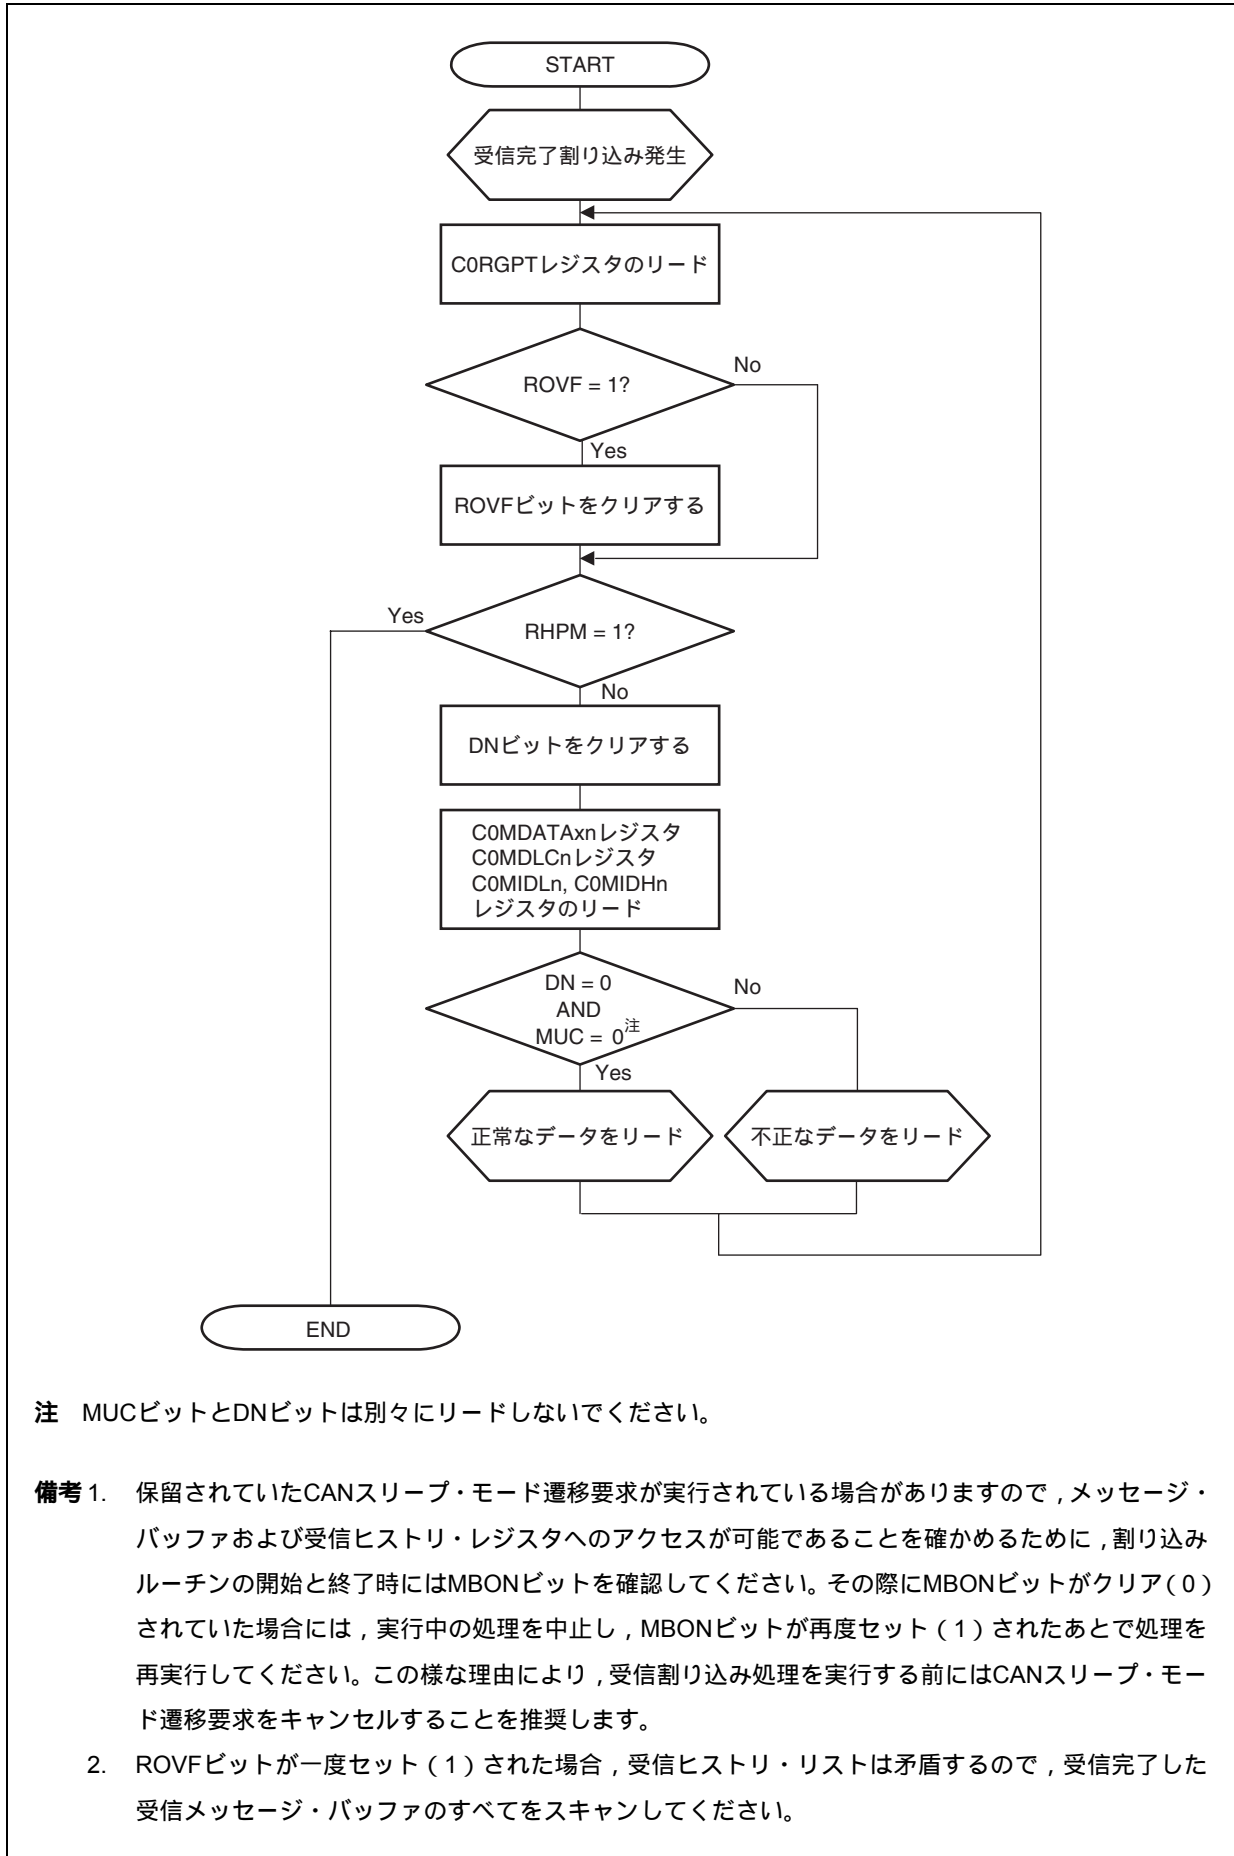 START
受信完了割り込み発生
C0RGPTレジスタのリード
ROVF = 1?
No
Yes
ROVFビットをクリアする
Yes
RHPM = 1?
No
DNビットをクリアする
C0MDATAxnレジスタ
C0MDLCnレジスタ
C0MIDLn, C0MIDHn
レジスタのリード
DN = 0
AND
MUC = 0注
No
Yes
正常なデータをリード
不正なデータをリード
END
注 MUCビットとDNビットは別々にリードしないでください。
備考1. 保留されていたCANスリープ・モード遷移要求が実行されている場合がありますので，メッセージ・
バッファおよび受信ヒストリ・レジスタへのアクセスが可能であることを確かめるために，割り込み
ルーチンの開始と終了時にはMBONビットを確認してください。その際にMBONビットがクリア（0）
されていた場合には，実行中の処理を中止し，MBONビットが再度セット（1）されたあとで処理を
再実行してください。この様な理由により，受信割り込み処理を実行する前にはCANスリープ・モー
ド遷移要求をキャンセルすることを推奨します。
2. ROVFビットが一度セット（1）された場合，受信ヒストリ・リストは矛盾するので，受信完了した
受信メッセージ・バッファのすべてをスキャンしてください。